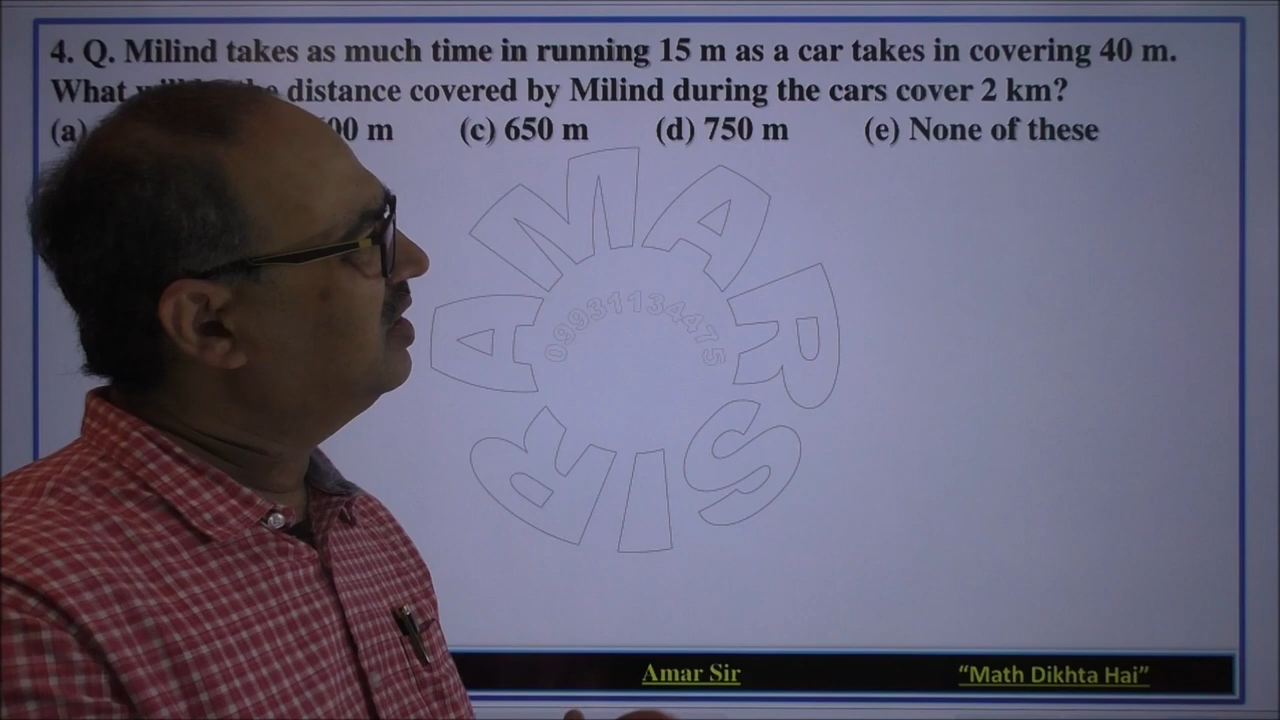 4. Q. Milind takes as much time in running 15 m as a car takes in covering 40 m.
What distance covered by Milind during the cars cover 2 km?
(a) 00 m (c) 650 m (d) 750 m (e) None of these
AMAR
SIR
09931134475
Amar Sir
“Math Dikhta Hai”